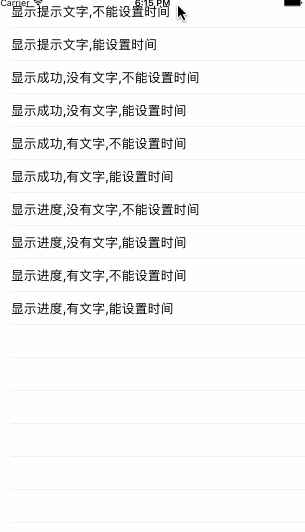 Carrier 6:15 PM
显示提示文字,不能设置时间
显示提示文字,能设置时间
显示成功,没有文字,不能设置时间
显示成功,没有文字,能设置时间
显示成功,有文字,不能设置时间
显示成功,有文字,能设置时间
显示进度,没有文字,不能设置时间
显示进度,没有文字,能设置时间
显示进度,有文字,不能设置时间
显示进度,有文字,能设置时间